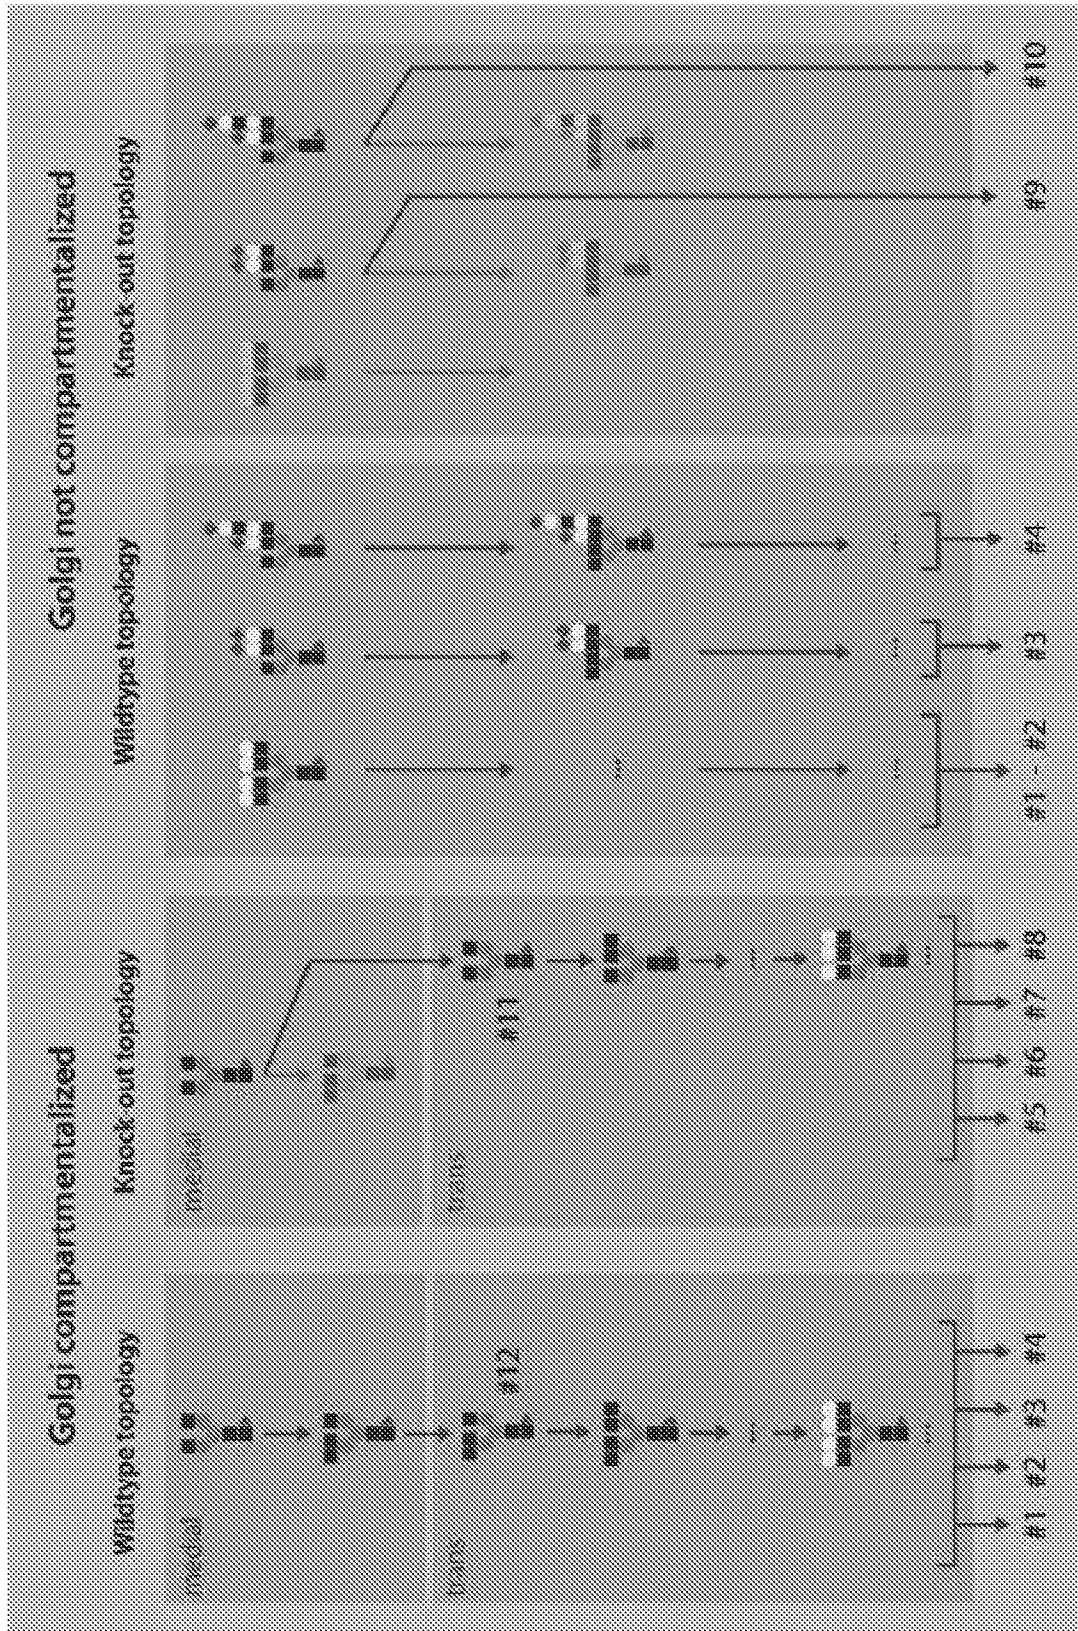 Golgi compartmentalized
Wildtype topology
medial
trans
#12
#1
#2
#3
#4
Knock out topology
medial
trans
#11
#5
#6
#7
#8
Golgi not compartmentalized
Wildtype topology
#1 - #2
#3
#4
Knock out topology
#9
#10